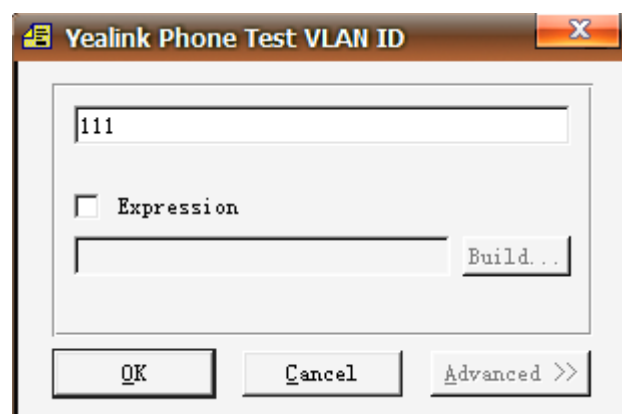 Yealink Phone Test VLAN ID
111
Expression
Build...
OK
Cancel
Advanced >>